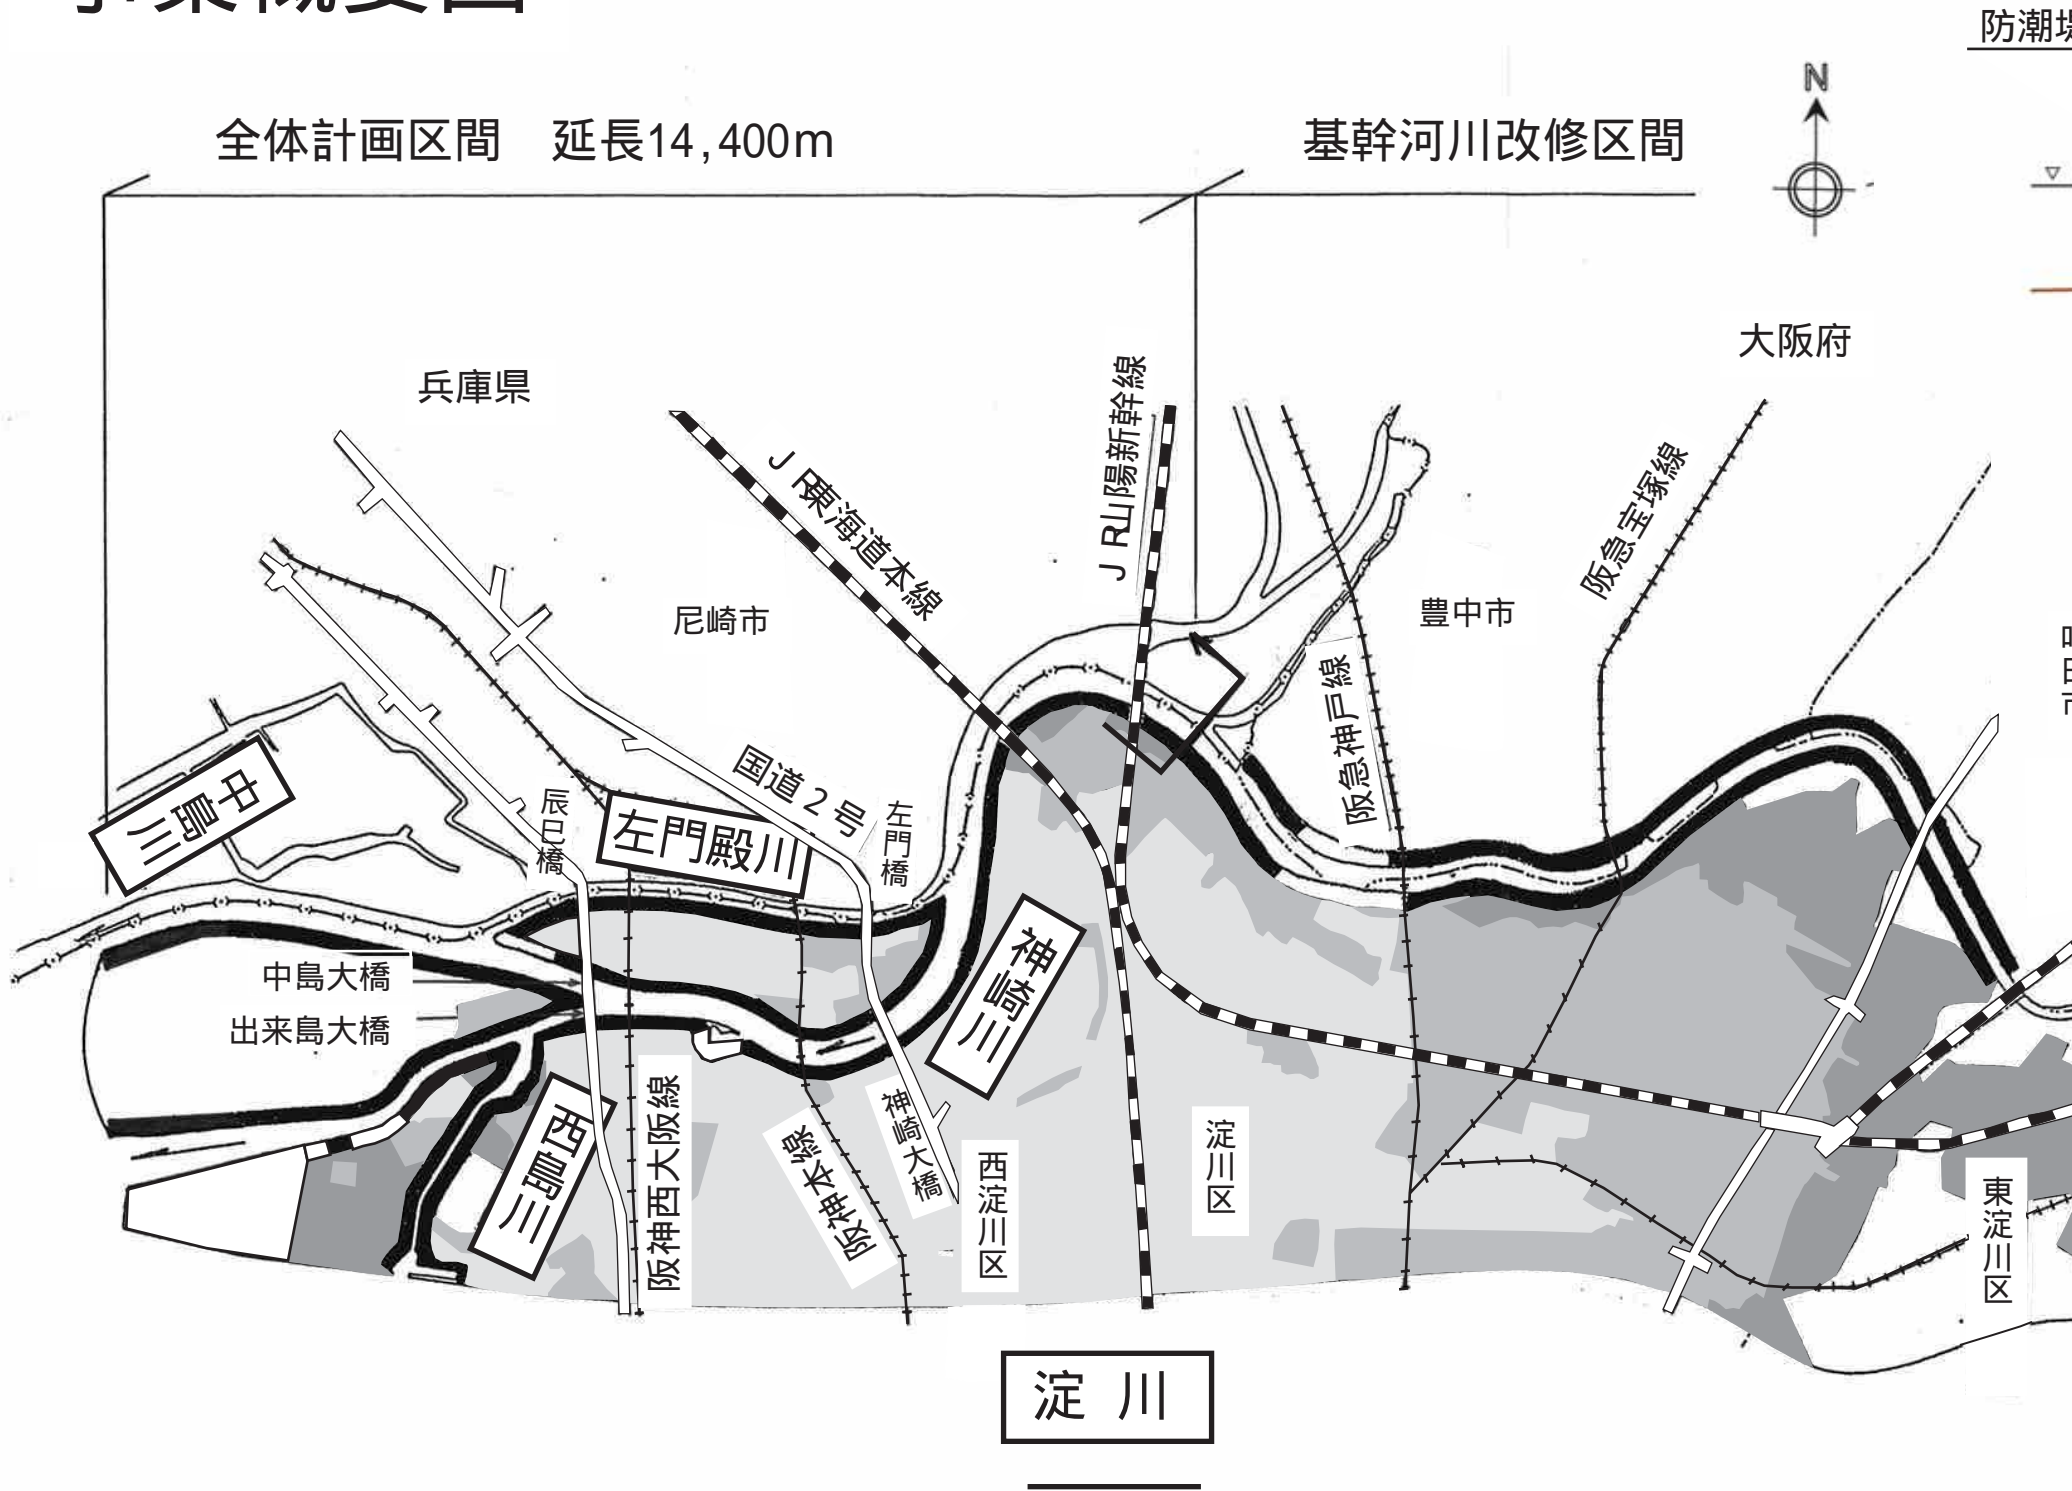 事業概要図
防潮堤
N
全体計画区間 延長14,400m
基幹河川改修区間
大阪府
兵庫県
JR東海道本線
JR山陽新幹線
阪急宝塚線
尼崎市
豊中市
阪急神戸線
国道2号
中島川
辰巳橋
左門殿川
左門橋
神崎川
中島大橋
出来島大橋
西島川
阪神西大阪線
阪神本線
神崎大橋
西淀川区
淀川区
東淀川区
淀川